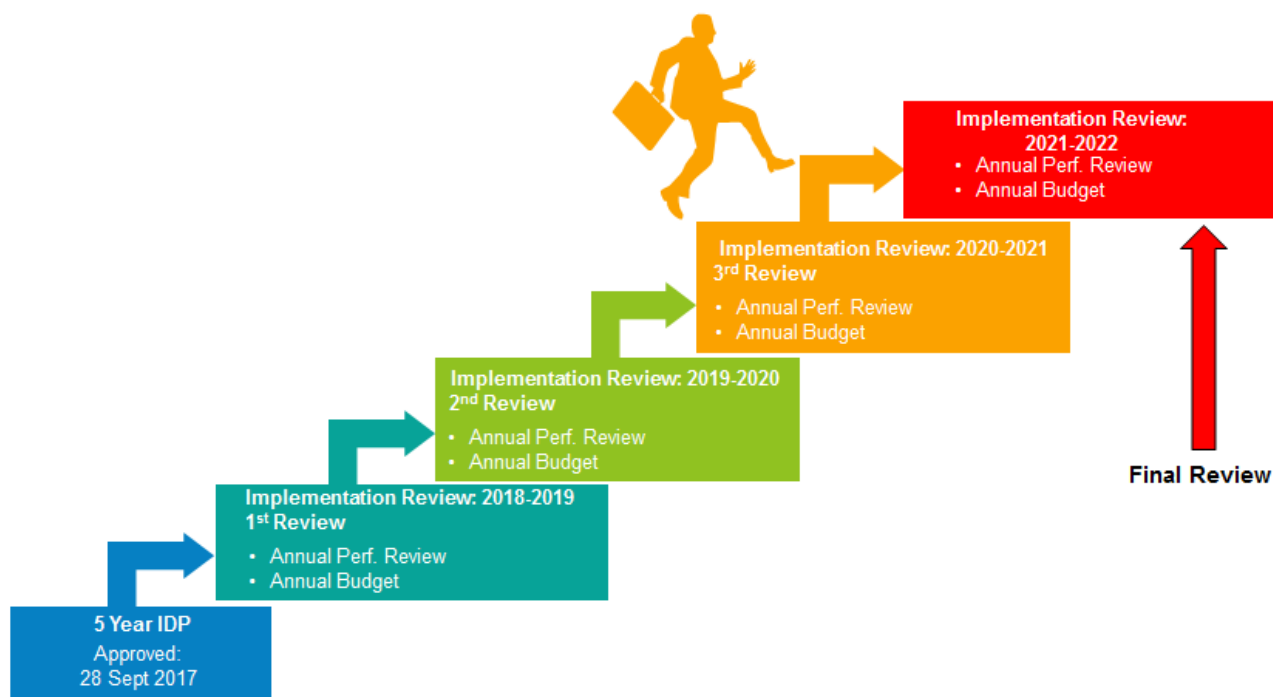 Implementation Review:
2021-2022
• Annual Perf. Review
• Annual Budget
Implementation Review: 2020-2021
3rd Review
• Annual Perf. Review
• Annual Budget
Implementation Review: 2019-2020
2nd Review
• Annual Perf. Review
• Annual Budget
Final Review
Implementation Review: 2018-2019
1st Review
• Annual Perf. Review
• Annual Budget
5 Year IDP
Approved:
28 Sept 2017